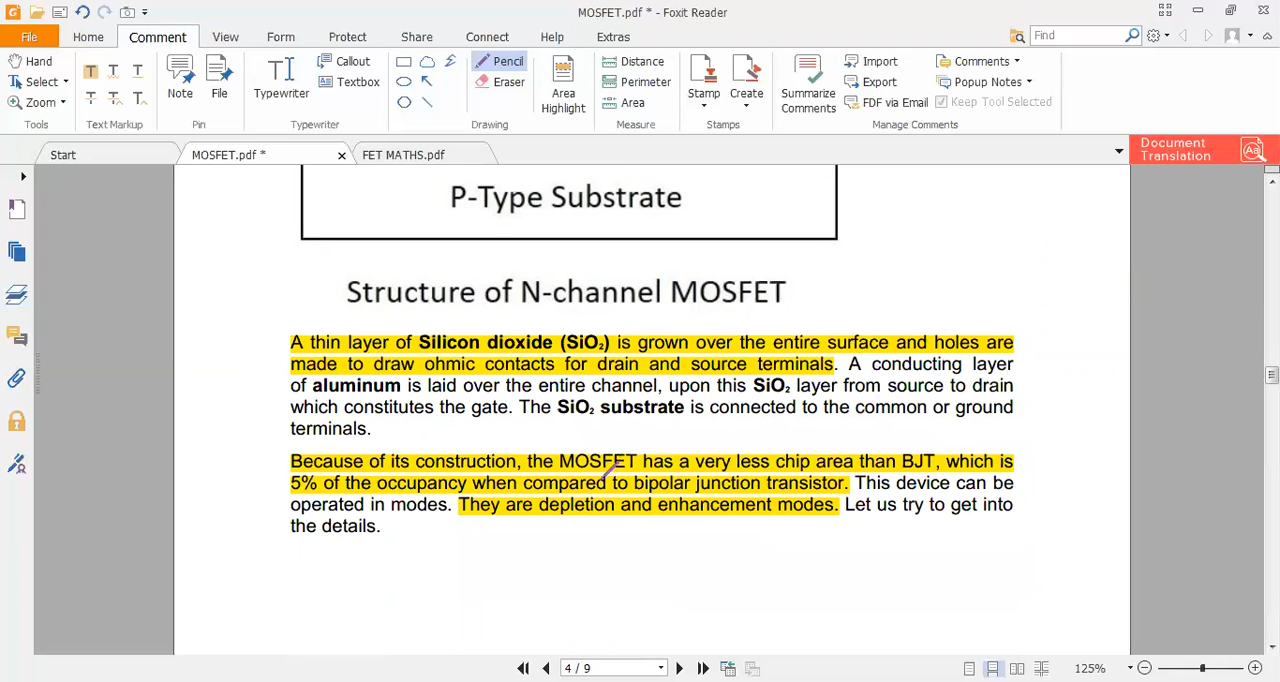 MOSFET.pdf * - Foxit Reader
File Home Comment View Form Protect Share Connect Help Extras Find
Hand
Select
Zoom
Tools
T T T
T T T
Text Markup
Note File
Pin
Typewriter
Callout
Textbox
Typewriter
Pencil
Eraser
Area Highlight
Drawing
Distance
Perimeter
Area
Measure
Stamp Create
Stamps
Summarize Comments
Import
Export
FDF via Email
Comments
Popup Notes
Keep Tool Selected
Manage Comments
Start MOSFET.pdf * FET MATHS.pdf
Document
Translation
P-Type Substrate
Structure of N-channel MOSFET
A thin layer of Silicon dioxide (SiO₂) is grown over the entire surface and holes are
made to draw ohmic contacts for drain and source terminals. A conducting layer
of aluminum is laid over the entire channel, upon this SiO₂ layer from source to drain
which constitutes the gate. The SiO₂ substrate is connected to the common or ground
terminals.
Because of its construction, the MOSFET has a very less chip area than BJT, which is
5% of the occupancy when compared to bipolar junction transistor. This device can be
operated in modes. They are depletion and enhancement modes. Let us try to get into
the details.
4 / 9 125%